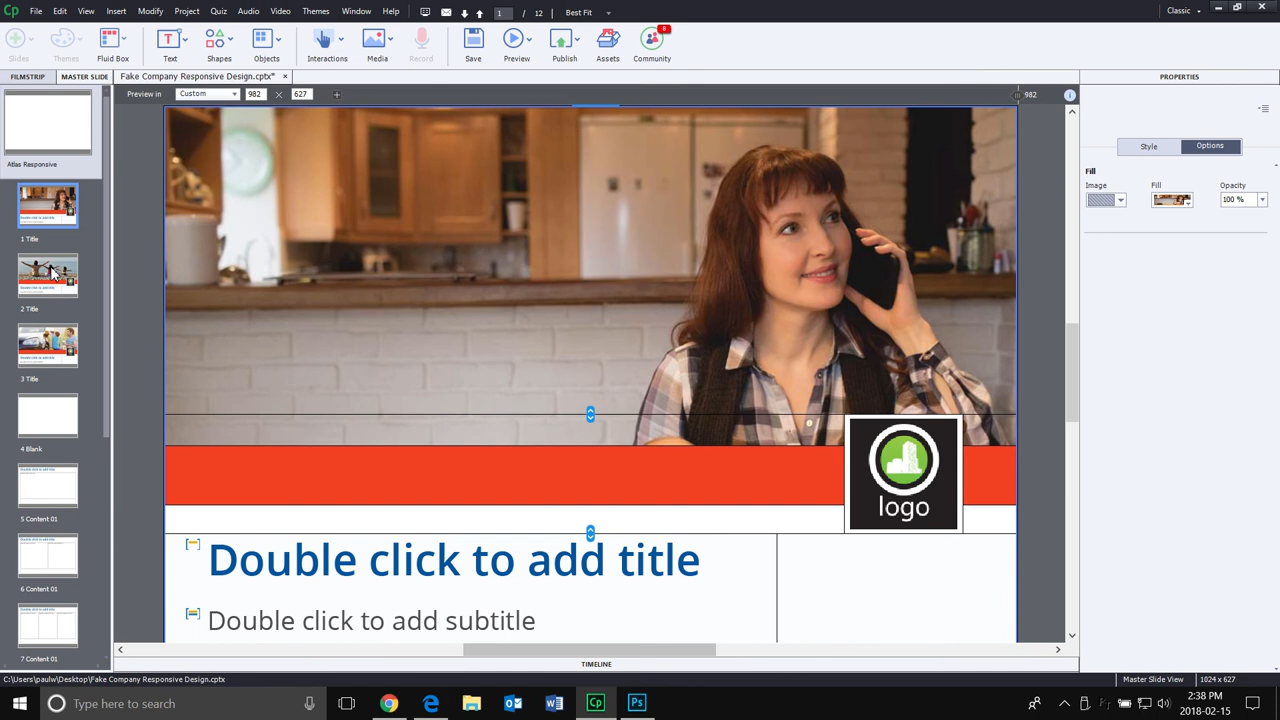 Cp File Edit View Insert Modify Project Quiz Audio Video Themes Window Help 1 / 12 Best Fit Classic
Slides Themes Fluid Box Text Shapes Objects Interactions Media Record Save Preview Publish Assets Community 8
FILMSTRIP MASTER SLIDE Fake Company Responsive Design.cptx* PROPERTIES
Preview in Custom 982 627 982
Atlas Responsive
Style Options
Fill
Image Fill Opacity
100 %
1 Title
2 Title
3 Title
4 Blank
5 Content 01
6 Content 01
7 Content 01
logo
Double click to add title
Double click to add subtitle
TIMELINE
C:\Users\paulw\Desktop\Fake Company Responsive Design.cptx Master Slide View 1024 x 627
Type here to search
Cp Ps
2:38 PM
2018-02-15